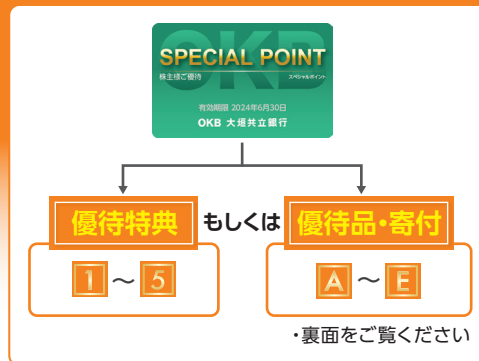 OKB
SPECIAL POINT
株主様ご優待 スペシャルポイント
有効期限 2024年6月30日
OKB 大垣共立銀行
優待特典 もしくは 優待品・寄付
1～5 A～E
・裏面をご覧ください